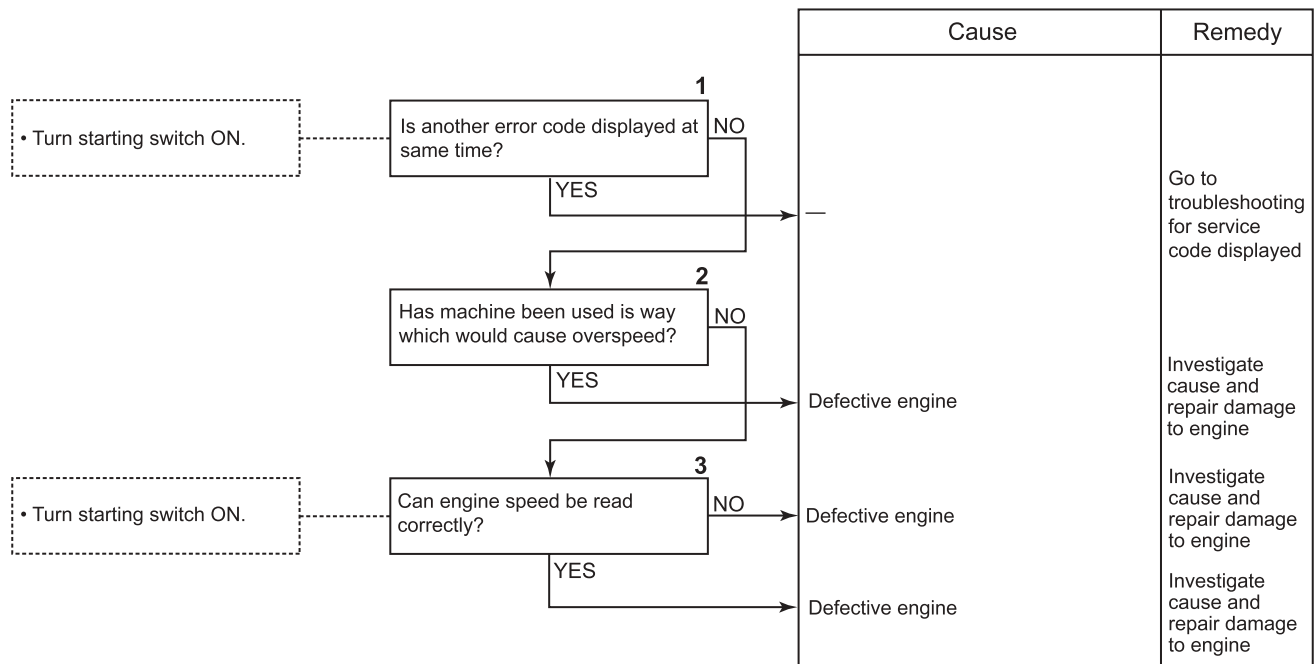 Cause
Remedy
1
• Turn starting switch ON.
Is another error code displayed at
same time?
NO
YES
—
Go to
troubleshooting
for service
code displayed
2
Has machine been used is way
which would cause overspeed?
NO
YES
Defective engine
Investigate
cause and
repair damage
to engine
3
• Turn starting switch ON.
Can engine speed be read
correctly?
NO
Defective engine
Investigate
cause and
repair damage
to engine
YES
Defective engine
Investigate
cause and
repair damage
to engine